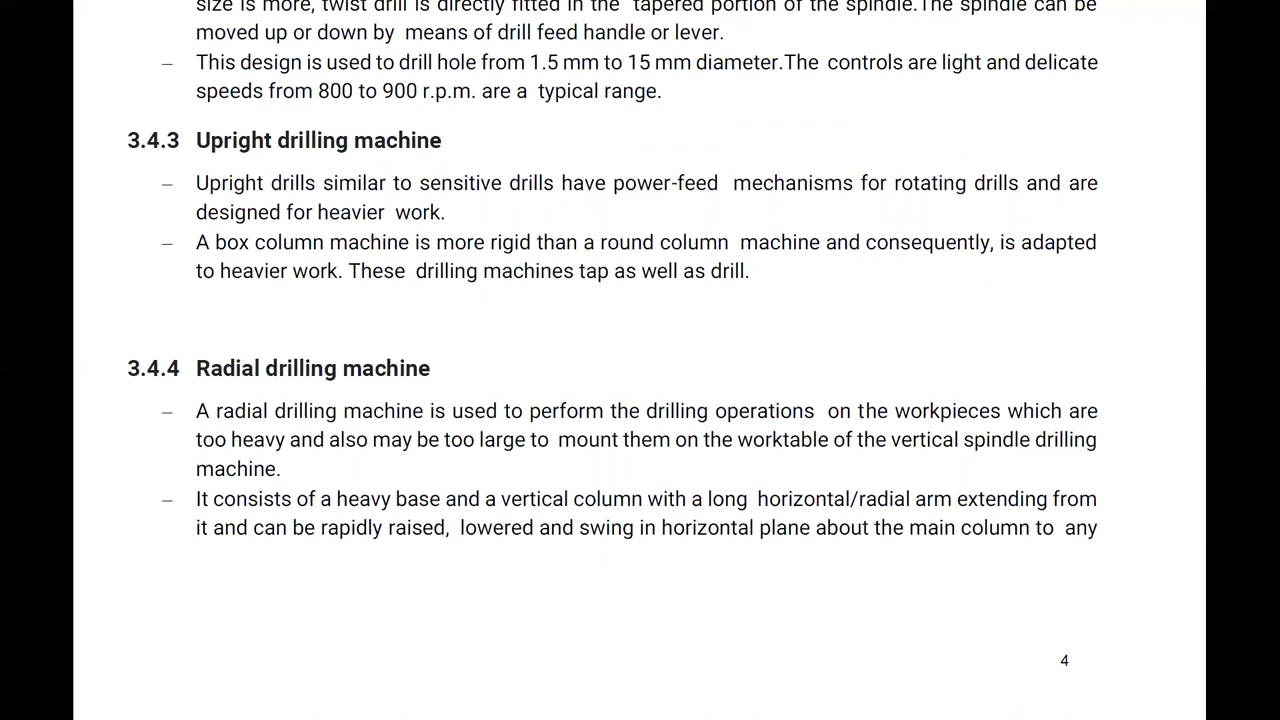 size is more, twist drill is directly fitted in the tapered portion of the spindle.The spindle can be
moved up or down by means of drill feed handle or lever.
– This design is used to drill hole from 1.5 mm to 15 mm diameter.The controls are light and delicate
speeds from 800 to 900 r.p.m. are a typical range.
3.4.3 Upright drilling machine
– Upright drills similar to sensitive drills have power-feed mechanisms for rotating drills and are
designed for heavier work.
– A box column machine is more rigid than a round column machine and consequently, is adapted
to heavier work. These drilling machines tap as well as drill.
3.4.4 Radial drilling machine
– A radial drilling machine is used to perform the drilling operations on the workpieces which are
too heavy and also may be too large to mount them on the worktable of the vertical spindle drilling
machine.
– It consists of a heavy base and a vertical column with a long horizontal/radial arm extending from
it and can be rapidly raised, lowered and swing in horizontal plane about the main column to any
4